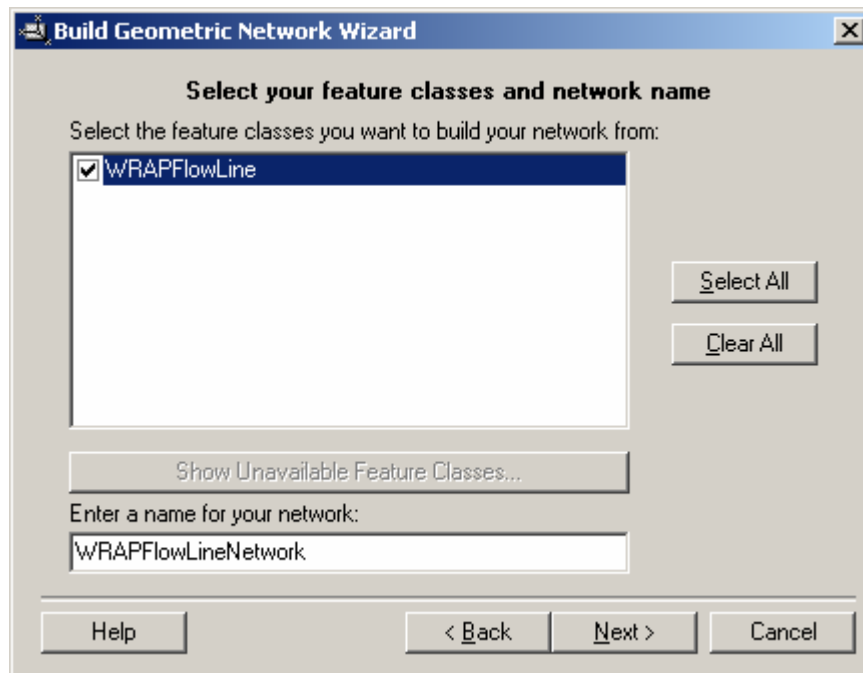 Build Geometric Network Wizard
Select your feature classes and network name
Select the feature classes you want to build your network from:
WRAPFlowLine
Select All
Clear All
Show Unavailable Feature Classes...
Enter a name for your network:
WRAPFlowLineNetwork
Help
< Back
Next >
Cancel